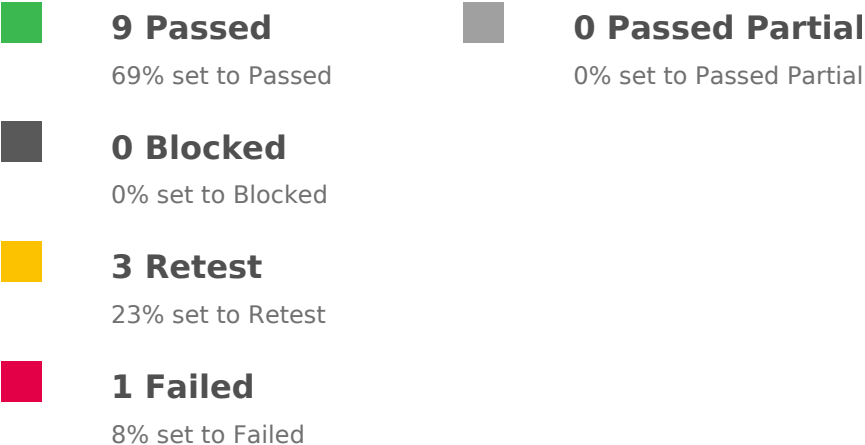 9 Passed
69% set to Passed
0 Blocked
0% set to Blocked
3 Retest
23% set to Retest
1 Failed
8% set to Failed
0 Passed Partial
0% set to Passed Partial